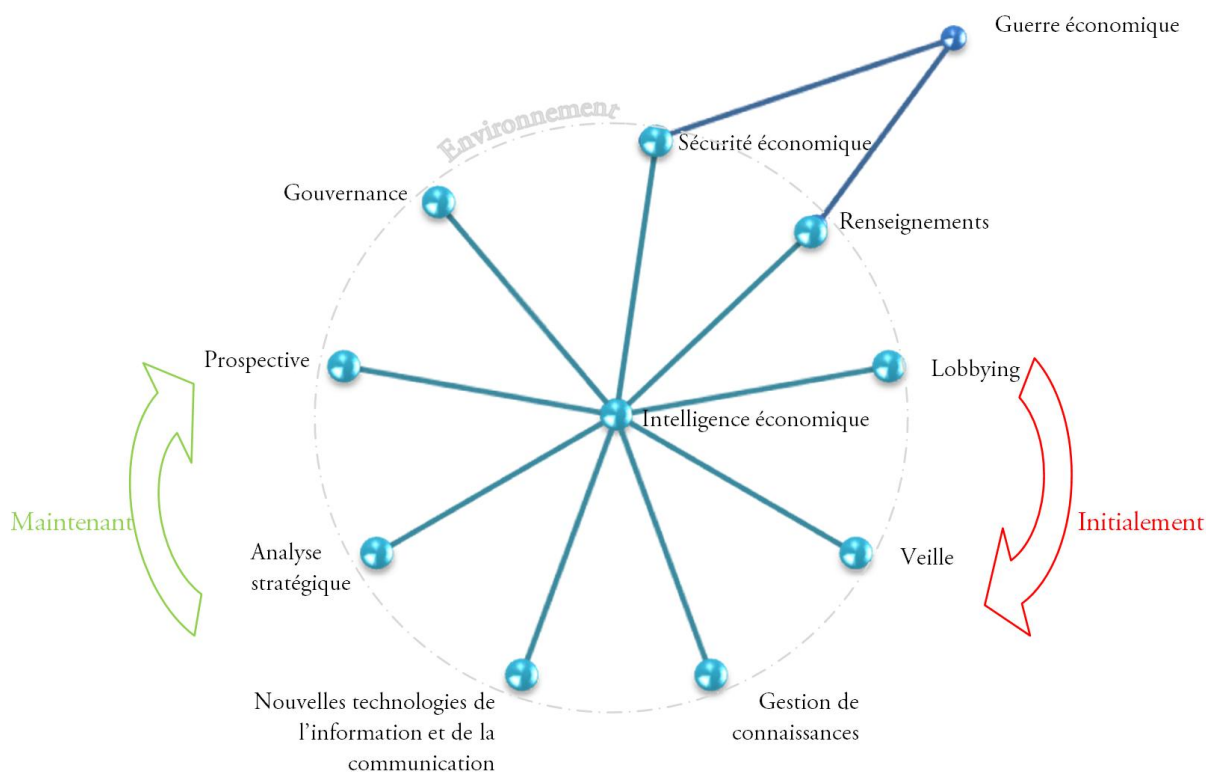 Guerre économique
Environnement
Sécurité économique
Gouvernance
Renseignements
Prospective
Lobbying
Intelligence économique
Maintenant
Initialement
Analyse
stratégique
Veille
Nouvelles technologies de
l'information et de la
communication
Gestion de
connaissances